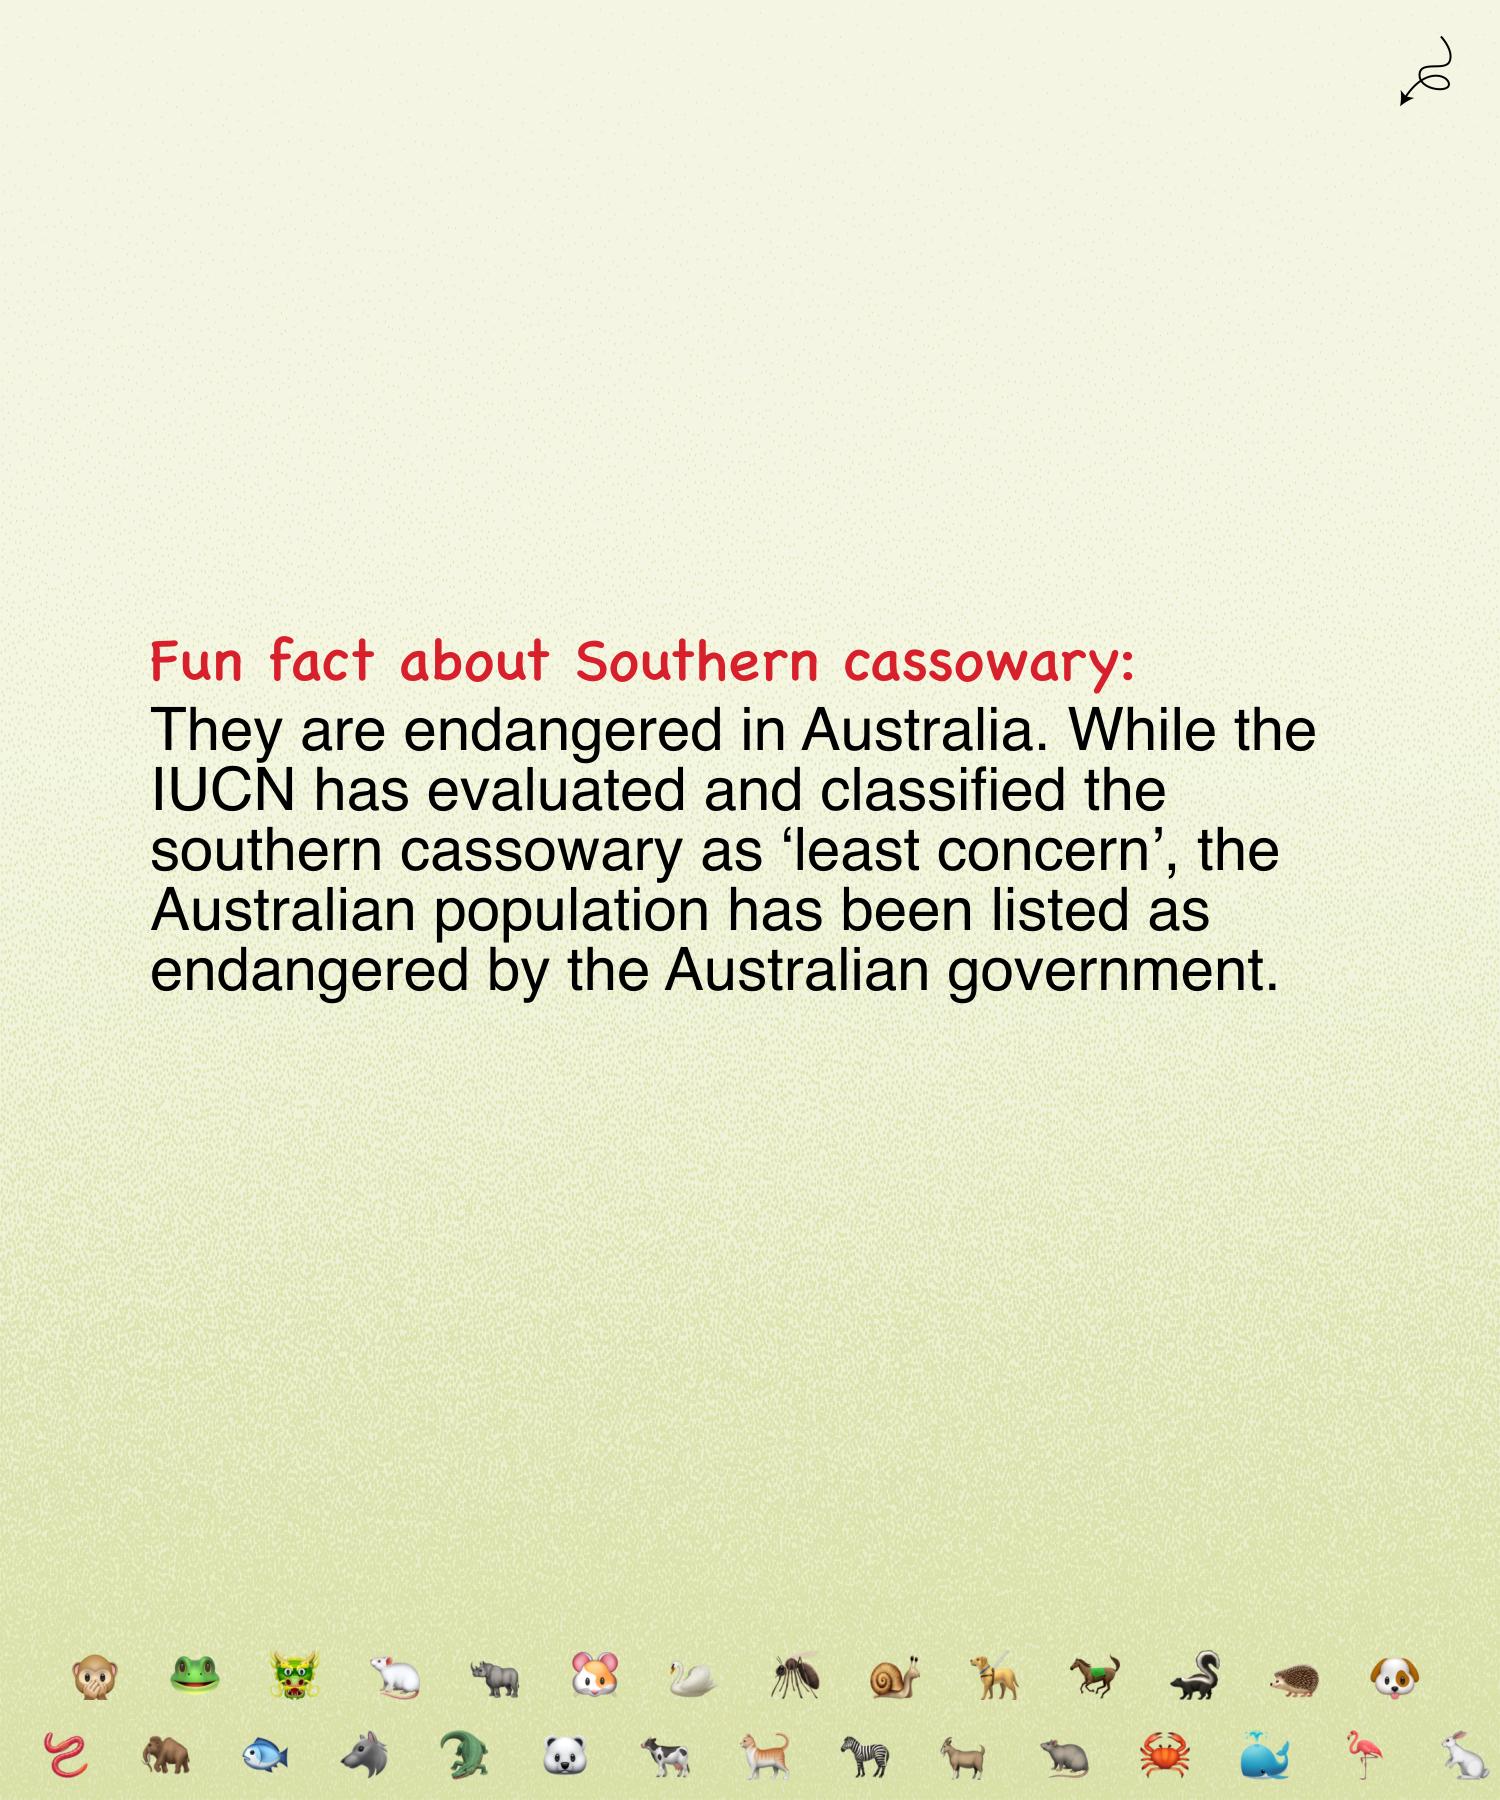 Fun fact about Southern cassowary:
They are endangered in Australia. While the
IUCN has evaluated and classified the
southern cassowary as ‘least concern’, the
Australian population has been listed as
endangered by the Australian government.